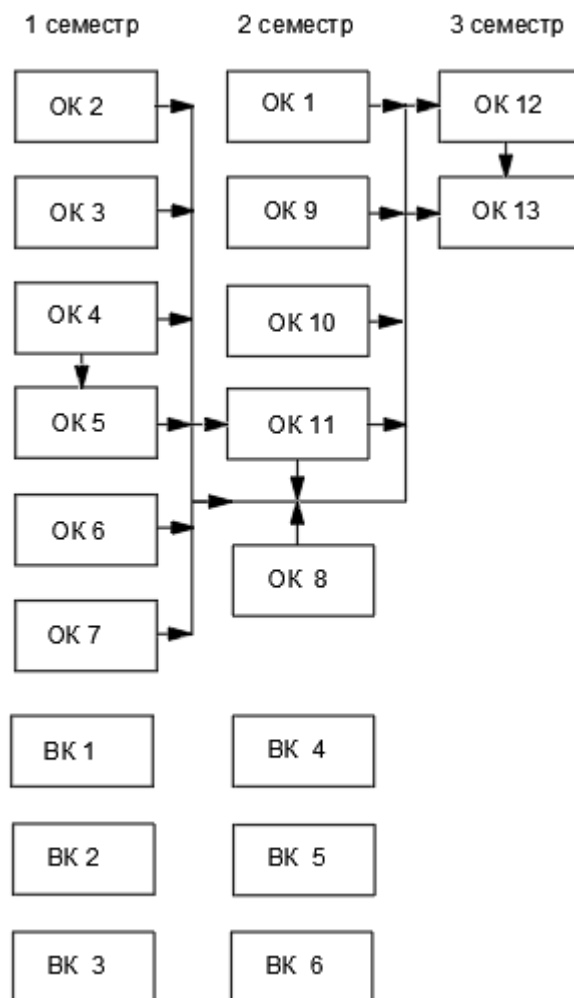 1 семестр 2 семестр 3 семестр
ОК 2 ОК 1 ОК 12
ОК 3 ОК 9 ОК 13
ОК 4 ОК 10
ОК 5 ОК 11
ОК 6
ОК 8
ОК 7
ВК 1 ВК 4
ВК 2 ВК 5
ВК 3 ВК 6